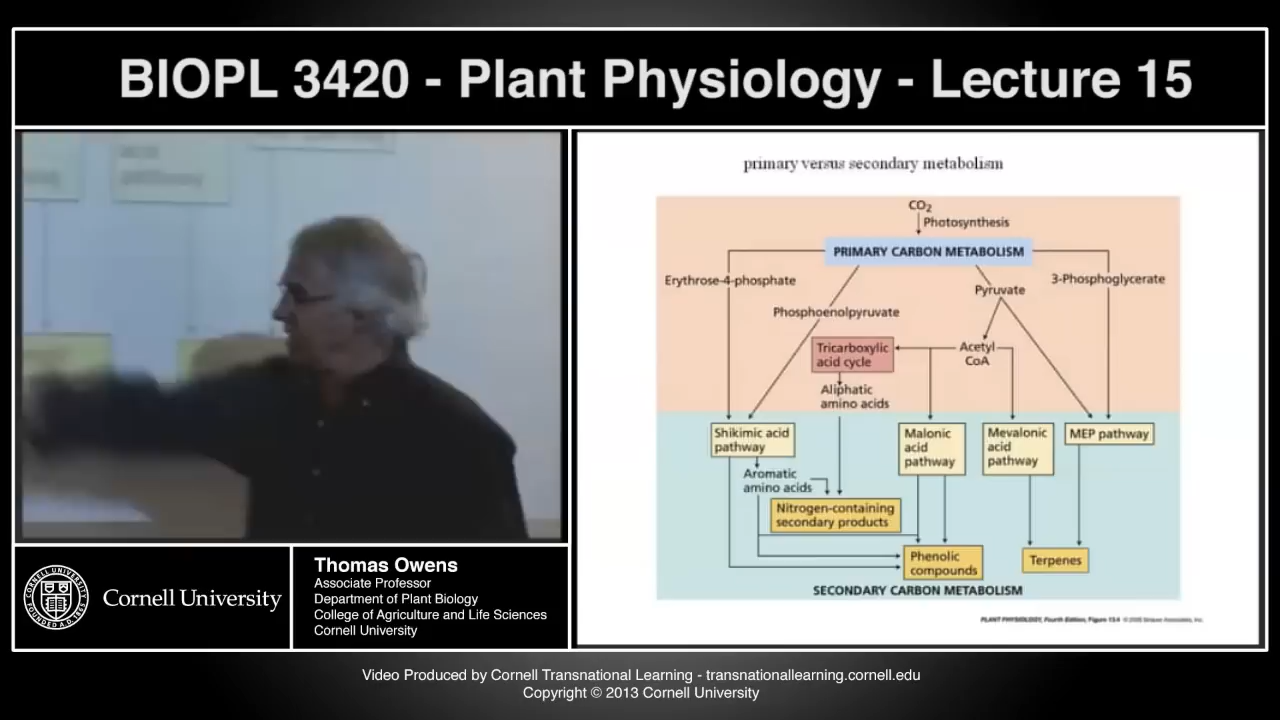 BIOPL 3420 - Plant Physiology - Lecture 15
primary versus secondary metabolism
CO2
Photosynthesis
PRIMARY CARBON METABOLISM
Erythrose-4-phosphate
3-Phosphoglycerate
Pyruvate
Phosphoenolpyruvate
Tricarboxylic
acid cycle
Acetyl
CoA
Aliphatic
amino acids
Shikimic acid
pathway
Malonic
acid
pathway
Mevalonic
acid
pathway
MEP pathway
Aromatic
amino acids
Nitrogen-containing
secondary products
Phenolic
compounds
Terpenes
SECONDARY CARBON METABOLISM
PLANT PHYSIOLOGY, Fourth Edition, Figure 13.4 © 2006 Sinauer Associates, Inc.
Cornell University
Thomas Owens
Associate Professor
Department of Plant Biology
College of Agriculture and Life Sciences
Cornell University
Video Produced by Cornell Transnational Learning - transnationallearning.cornell.edu
Copyright © 2013 Cornell University